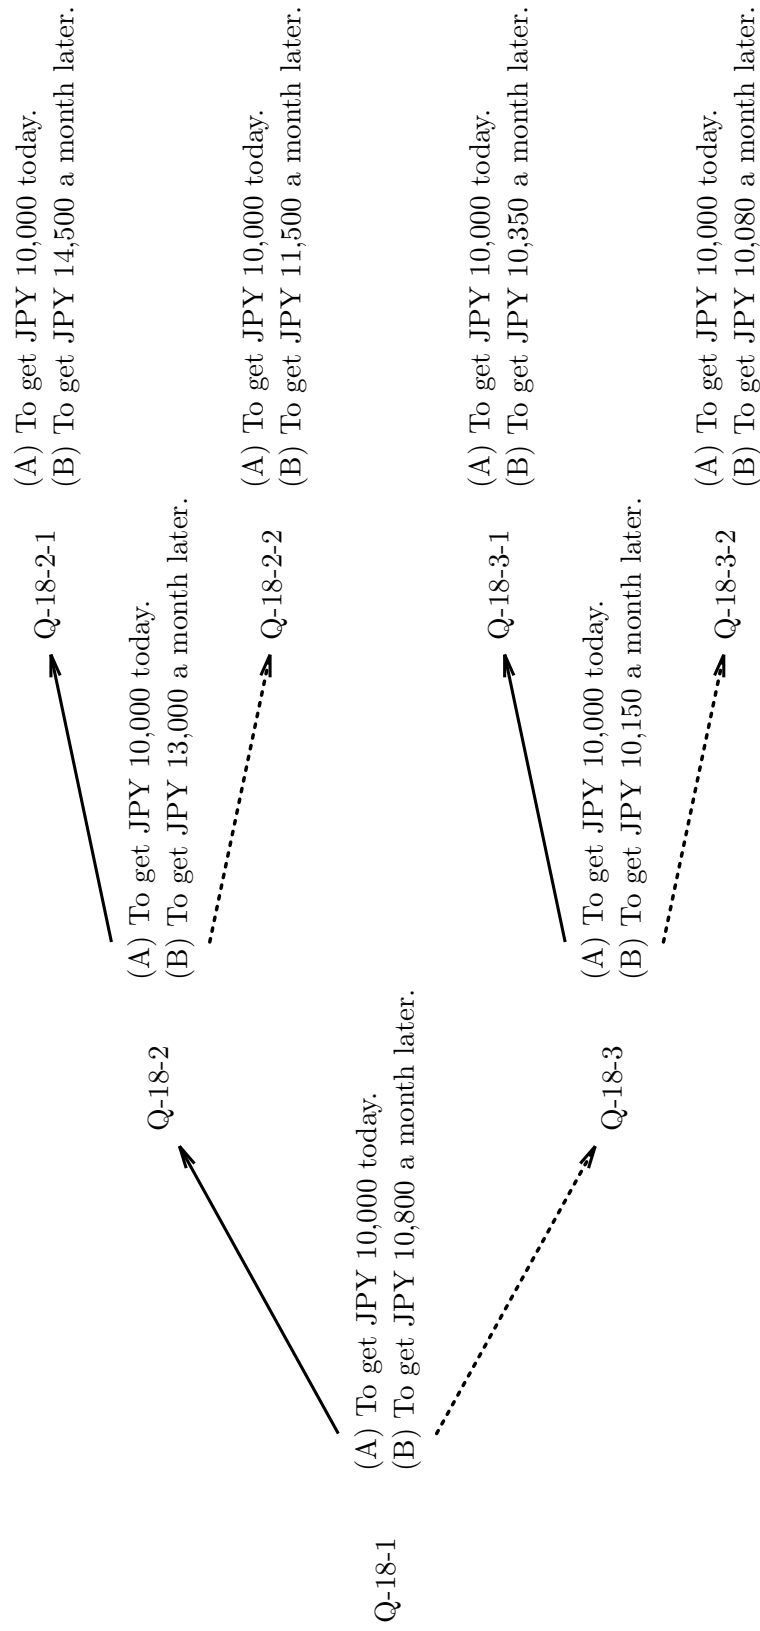 Q-18-1
(A) To get JPY 10,000 today.
(B) To get JPY 10,800 a month later.
Q-18-2
(A) To get JPY 10,000 today.
(B) To get JPY 13,000 a month later.
Q-18-3
(A) To get JPY 10,000 today.
(B) To get JPY 10,150 a month later.
Q-18-2-1
(A) To get JPY 10,000 today.
(B) To get JPY 14,500 a month later.
Q-18-2-2
(A) To get JPY 10,000 today.
(B) To get JPY 11,500 a month later.
Q-18-3-1
(A) To get JPY 10,000 today.
(B) To get JPY 10,350 a month later.
Q-18-3-2
(A) To get JPY 10,000 today.
(B) To get JPY 10,080 a month later.